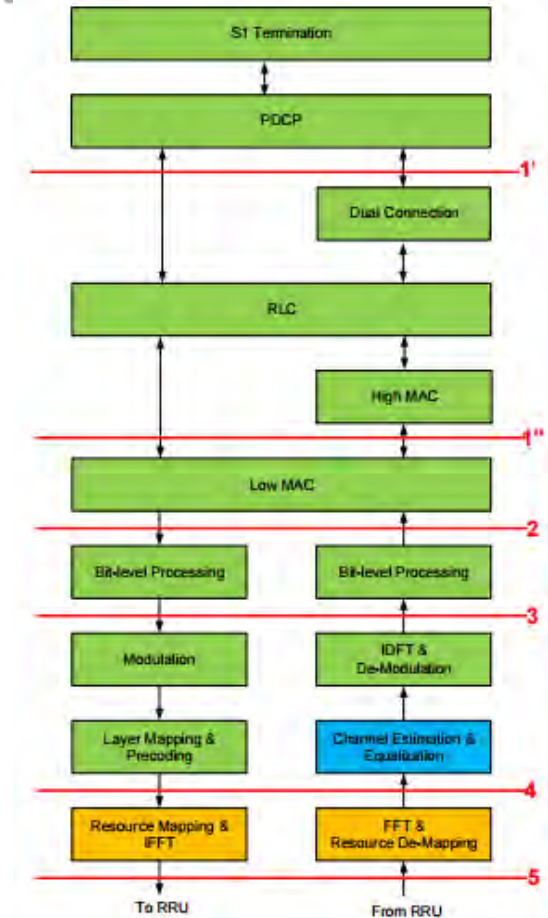 S1 Termination
PDCP
1'
Dual Connection
RLC
High MAC
1"
Low MAC
2
Bit-level Processing
Bit-level Processing
3
Modulation
IDFT &
De-Modulation
Layer Mapping &
Precoding
Channel Estimation &
Equalization
4
Resource Mapping &
IFFT
FFT &
Resource De-Mapping
5
To RRU
From RRU